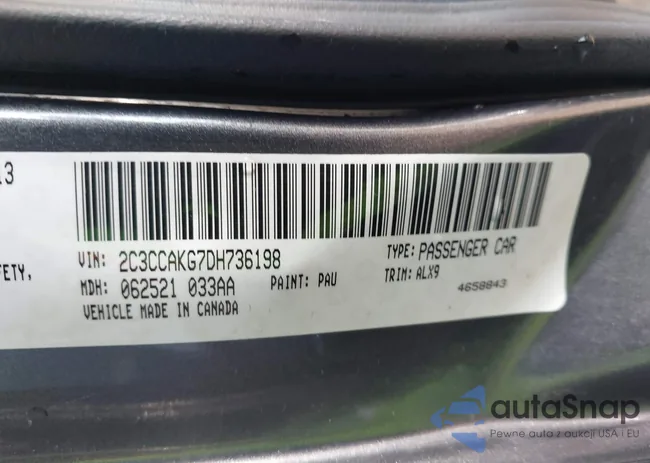 13
FETY,
VIN: 2C3CCAKG7DH736198
TYPE: PASSENGER CAR
MDH: 062521 033AA
PAINT: PAU
TRIM: ALX9
VEHICLE MADE IN CANADA
4658843
autaSnap
Pewne auta z aukcji USA i EU